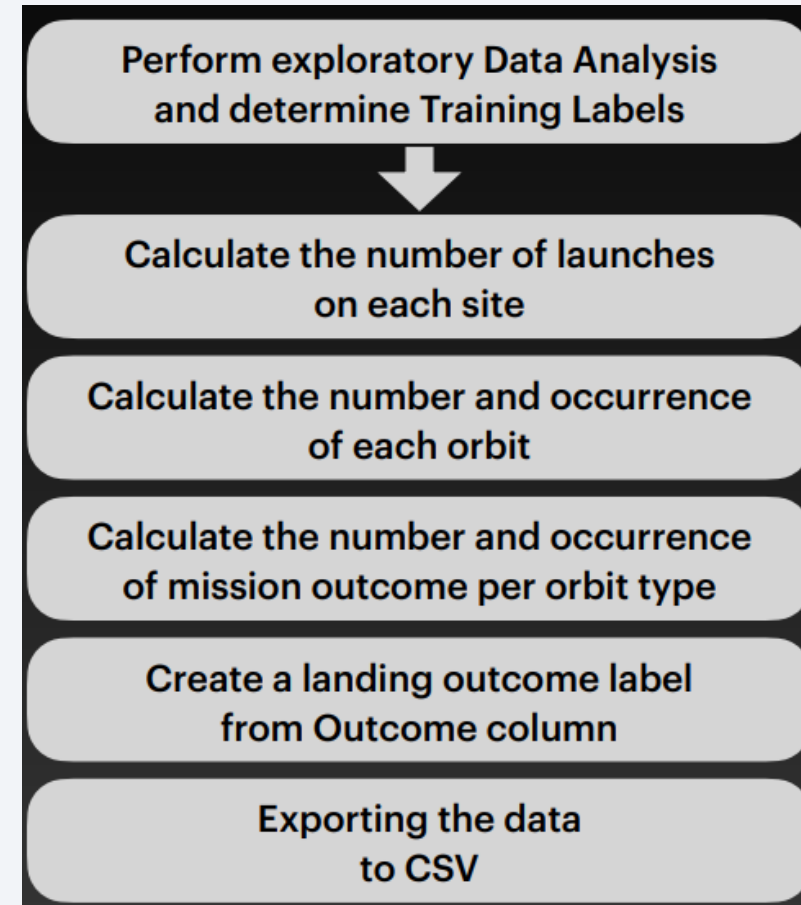 Perform exploratory Data Analysis
and determine Training Labels
Calculate the number of launches
on each site
Calculate the number and occurrence
of each orbit
Calculate the number and occurrence
of mission outcome per orbit type
Create a landing outcome label
from Outcome column
Exporting the data
to CSV